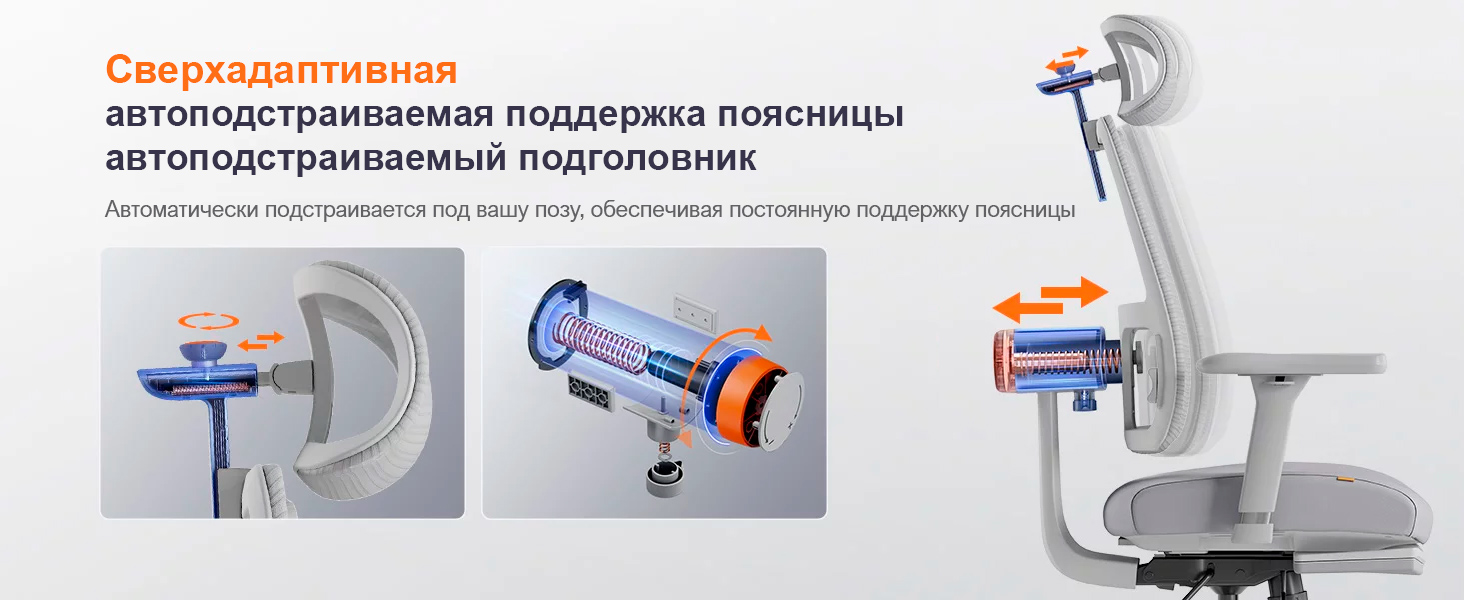 Сверхадаптивная
автоподстраиваемая поддержка поясницы
автоподстраиваемый подголовник
Автоматически подстраивается под вашу позу, обеспечивая постоянную поддержку поясницы